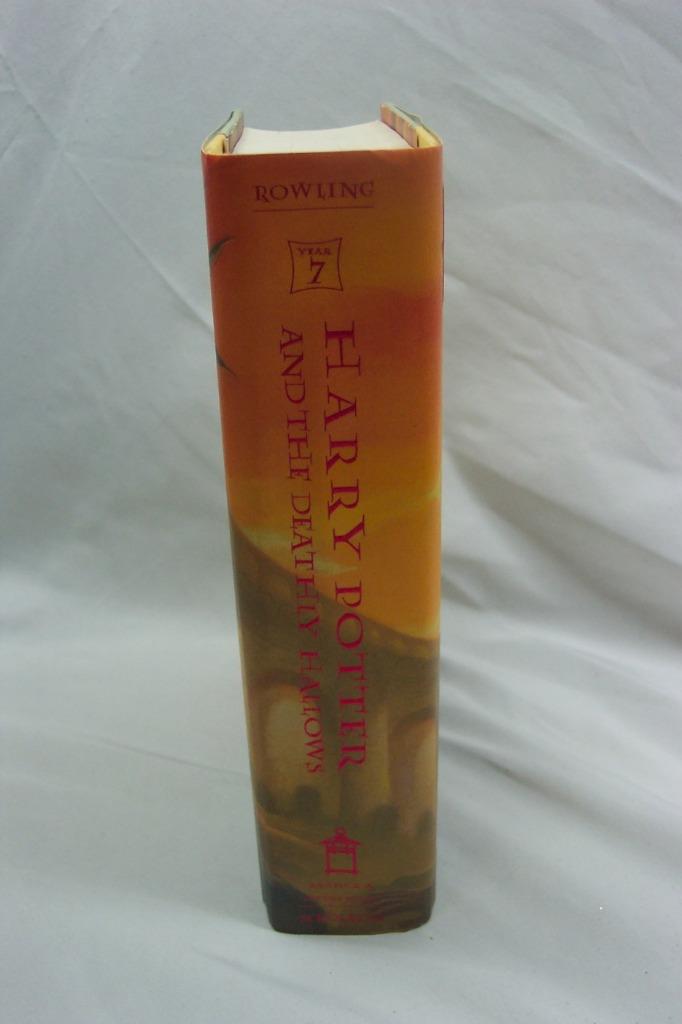 ROWLING
YEAR
7
HARRY POTTER
AND THE DEATHLY HALLOWS